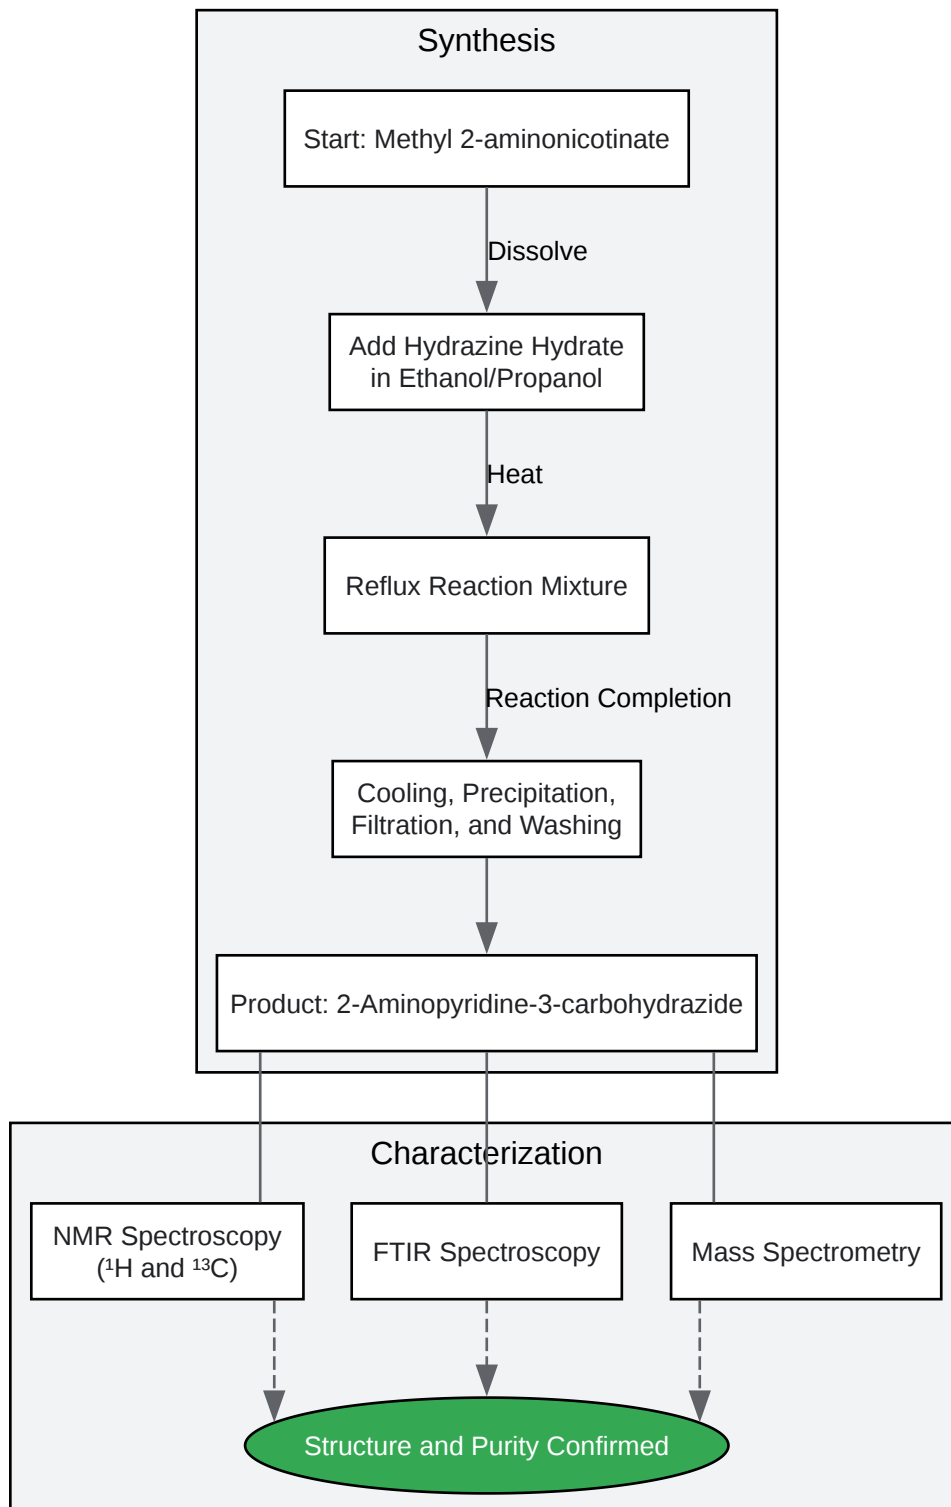 Synthesis
Start: Methyl 2-aminonicotinate
Dissolve
Add Hydrazine Hydrate
in Ethanol/Propanol
Heat
Reflux Reaction Mixture
Reaction Completion
Cooling, Precipitation,
Filtration, and Washing
Product: 2-Aminopyridine-3-carbohydrazide
Characterization
NMR Spectroscopy
(¹H and ¹³C)
FTIR Spectroscopy
Mass Spectrometry
Structure and Purity Confirmed